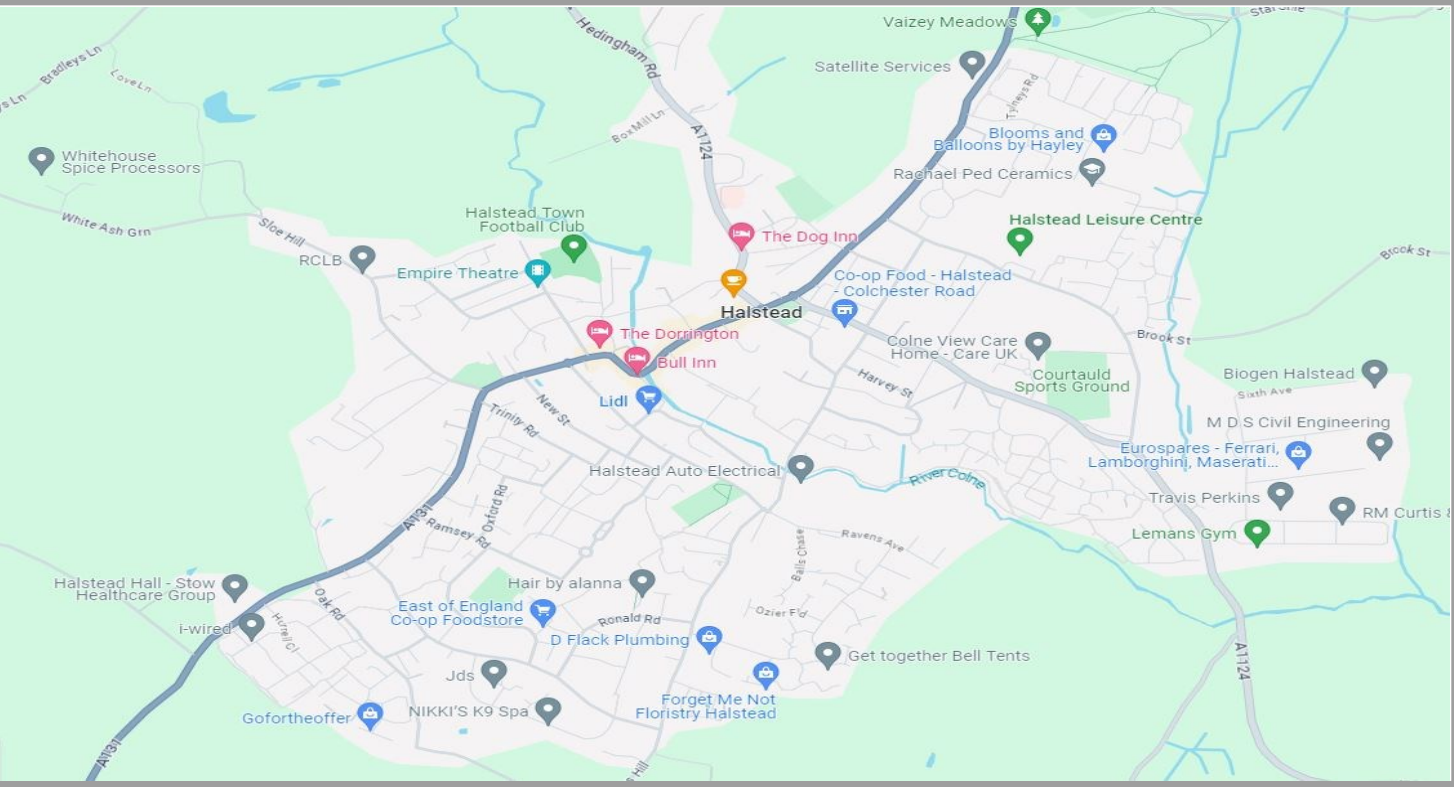 Vaizey Meadows
Hedingham Rd
Bradleys Ln
Love Ln
Satellite Services
Tylneys Rd
Box Mill Ln
A1124
Blooms and
Balloons by Hayley
Whitehouse
Spice Processors
Rachael Ped Ceramics
White Ash Grn
Sloe Hill
Halstead Town
Football Club
Halstead Leisure Centre
The Dog Inn
RCLB
Empire Theatre
Brook St
Co-op Food - Halstead
- Colchester Road
Halstead
The Dorrington
Bull Inn
Colne View Care
Home - Care UK
Brook St
Courtauld
Sports Ground
Biogen Halstead
Sixth Ave
Harvey St
Lidl
New St
Trinity Rd
M D S Civil Engineering
Eurospares - Ferrari,
Lamborghini, Maserati...
Halstead Auto Electrical
River Colne
Travis Perkins
RM Curtis &
Oxford Rd
A131
Ramsey Rd
Ravens Ave
Balls Chase
Lemans Gym
Halstead Hall - Stow
Healthcare Group
Hair by alanna
Oak Rd
East of England
Co-op Foodstore
Ronald Rd
Ozier F'd
i-wired
Hurrell Cl
D Flack Plumbing
Get together Bell Tents
Jds
A1124
Forget Me Not
Floristry Halstead
Gofortheoffer
NIKKI'S K9 Spa
A131
Hill